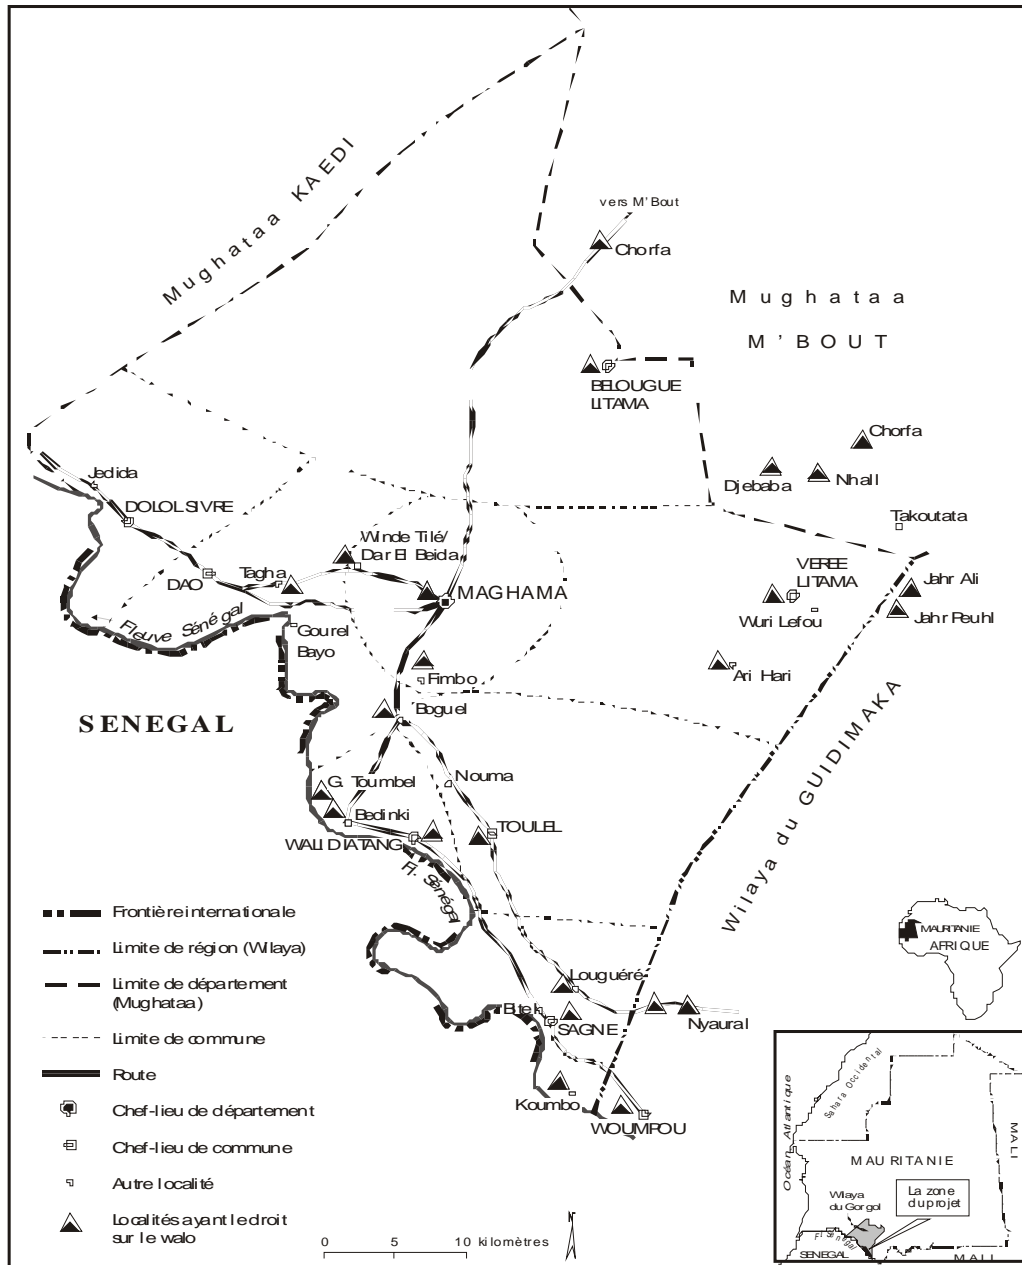 Mughataa KAEDI
vers M'Bout
Chorfa
Mughataa
M'BOUT
BELOUGUE
LITAMA
Chorfa
Djebaba
Nhall
Jedida
DOLOL SIVRE
Takoutata
Winde Tilé/
Dar El Beida
Tagha
DAO
MAGHAMA
VEREE
LITAMA
Jahr Ali
Wuri Lefou
Jahr Peuhl
Fleuve Sénégal
Gourel
Bayo
Ari Hari
Fimbo
SENEGAL
Boguel
Wilaya du GUIDIMAKA
G. Toumbel
Nouma
Bedinki
WALI DIATANG
TOULEL
Fl. Sénégal
Louguéré
Bitel
SAGNE
Nyaural
Koumbo
WOUMPOU
Frontière internationale
Limite de région (Wilaya)
Limite de département
(Mughataa)
Limite de commune
Route
Chef-lieu de département
Chef-lieu de commune
Autre localité
Localités ayant le droit
sur le walo
0 5 10 kilomètres
N
MAURITANIE
AFRIQUE
Océan Atlantique
Sahara Occidental
MALI
MAURITANIE
Wilaya
du Gorgol
La zone
du projet
SENEGAL
Fl. Sénégal
MALI